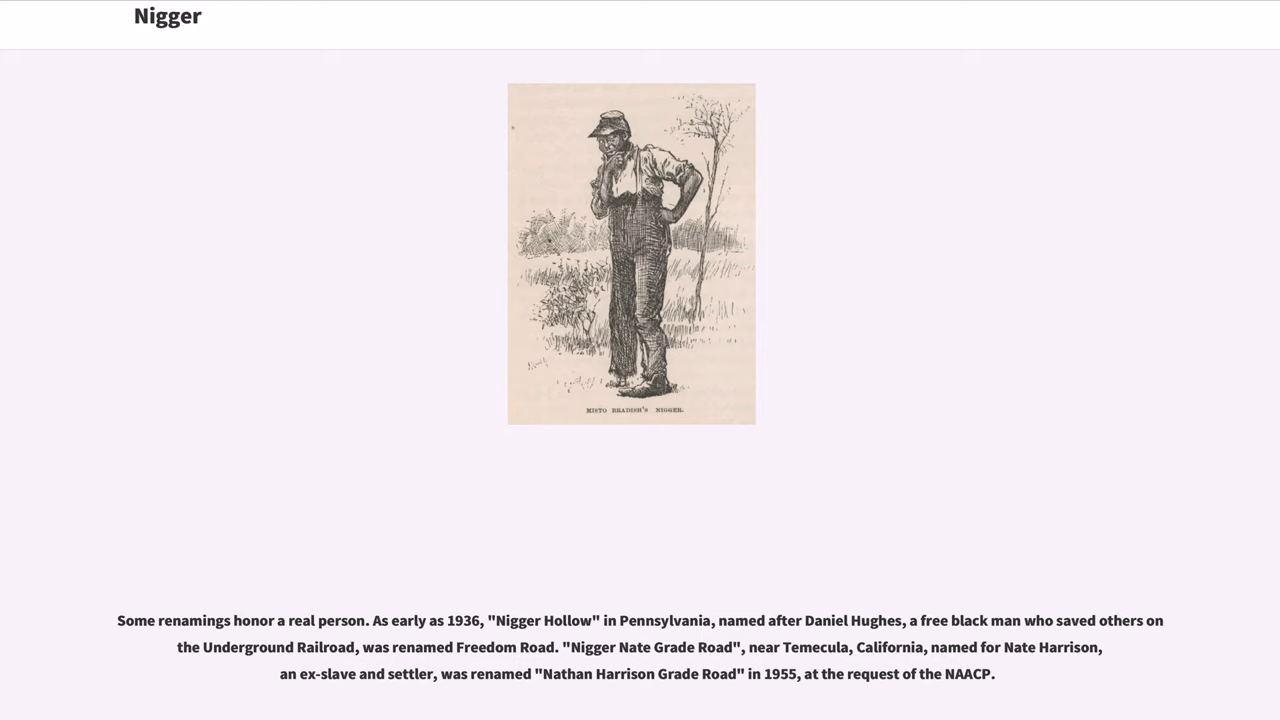 Nigger
MISTO BRADISH'S NIGGER.
Some renamings honor a real person. As early as 1936, "Nigger Hollow" in Pennsylvania, named after Daniel Hughes, a free black man who saved others on
the Underground Railroad, was renamed Freedom Road. "Nigger Nate Grade Road", near Temecula, California, named for Nate Harrison,
an ex-slave and settler, was renamed "Nathan Harrison Grade Road" in 1955, at the request of the NAACP.